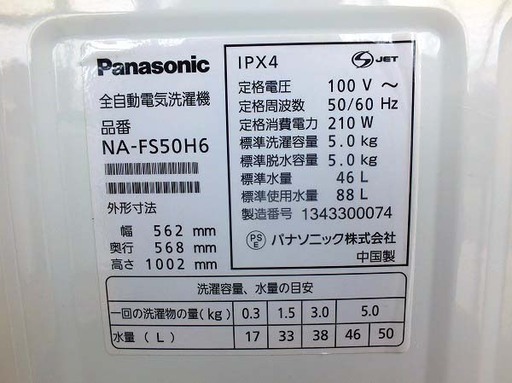 Panasonic
全自動電気洗濯機
品番
NA-FS50H6
外形寸法
幅 562 mm
奥行 568 mm
高さ 1002 mm
IPX4
S JET
定格電圧 100 V ～
定格周波数 50/60 Hz
定格消費電力 210 W
標準洗濯容量 5.0 kg
標準脱水容量 5.0 kg
標準水量 46 L
標準使用水量 88 L
製造番号 1343300074
PS E パナソニック株式会社
中国製
洗濯容量、水量の目安
一回の洗濯物の量(kg) 0.3 1.5 3.0 5.0
水量（L） 17 33 38 46 50